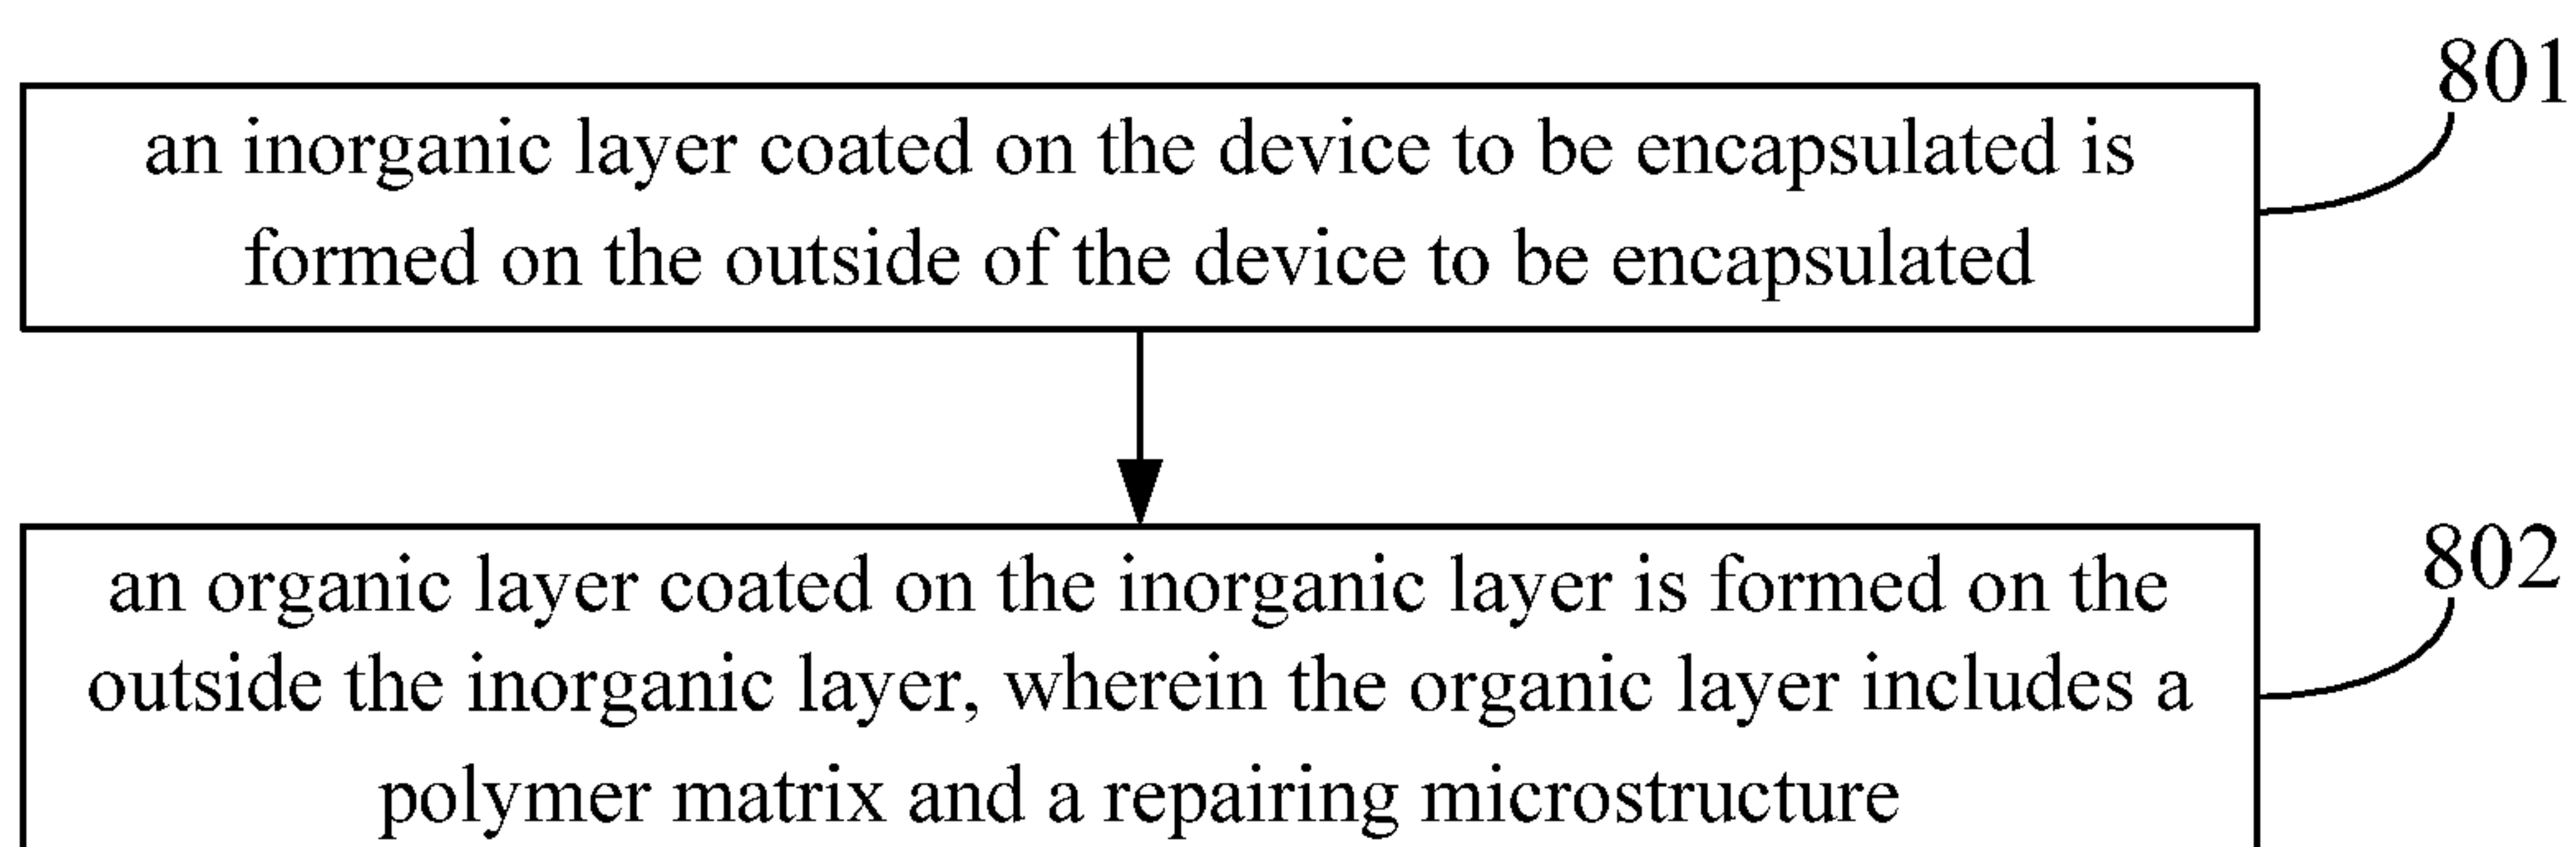 801
an inorganic layer coated on the device to be encapsulated is
formed on the outside of the device to be encapsulated
802
an organic layer coated on the inorganic layer is formed on the
outside the inorganic layer, wherein the organic layer includes a
polymer matrix and a repairing microstructure